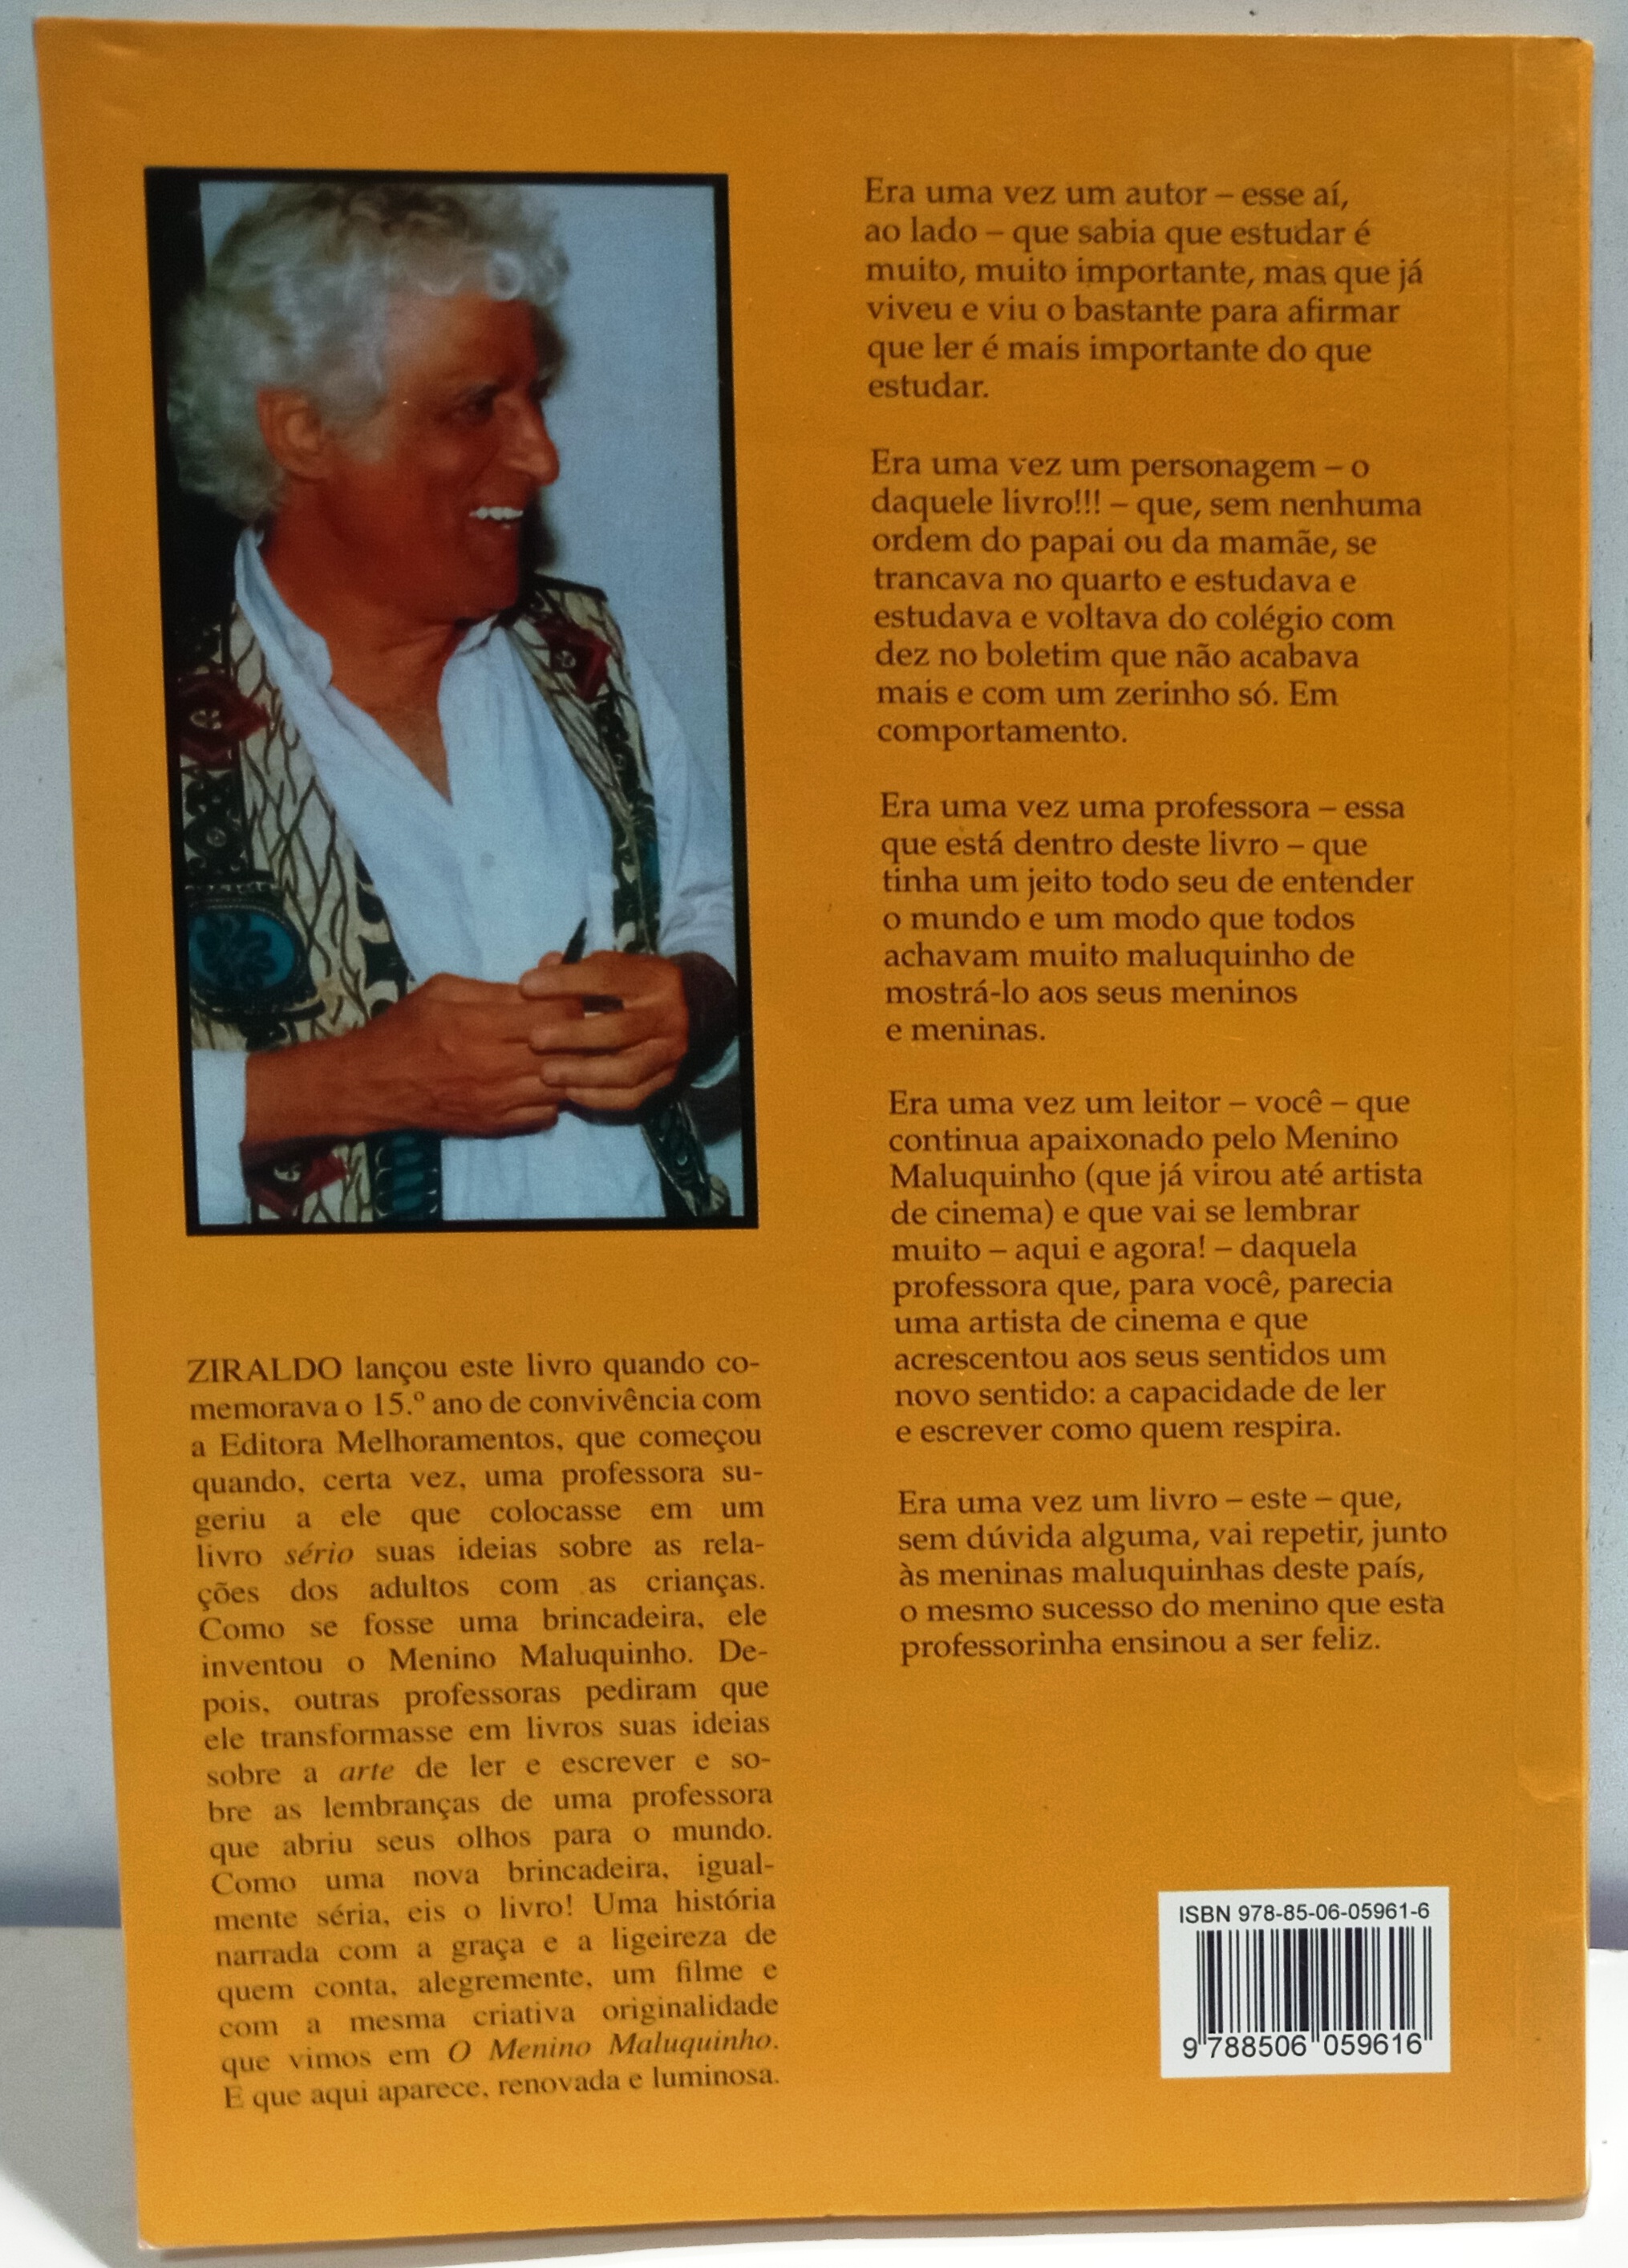 Era uma vez um autor – esse aí,
ao lado – que sabia que estudar é
muito, muito importante, mas que já
viveu e viu o bastante para afirmar
que ler é mais importante do que
estudar.
Era uma vez um personagem – o
daquele livro!!! – que, sem nenhuma
ordem do papai ou da mamãe, se
trancava no quarto e estudava e
estudava e voltava do colégio com
dez no boletim que não acabava
mais e com um zerinho só. Em
comportamento.
Era uma vez uma professora – essa
que está dentro deste livro – que
tinha um jeito todo seu de entender
o mundo e um modo que todos
achavam muito maluquinho de
mostrá-lo aos seus meninos
e meninas.
Era uma vez um leitor – você – que
continua apaixonado pelo Menino
Maluquinho (que já virou até artista
de cinema) e que vai se lembrar
muito – aqui e agora! – daquela
professora que, para você, parecia
uma artista de cinema e que
acrescentou aos seus sentidos um
novo sentido: a capacidade de ler
e escrever como quem respira.
Era uma vez um livro – este – que,
sem dúvida alguma, vai repetir, junto
às meninas maluquinhas deste país,
o mesmo sucesso do menino que esta
professorinha ensinou a ser feliz.
ZIRALDO lançou este livro quando co-
memorava o 15.º ano de convivência com
a Editora Melhoramentos, que começou
quando, certa vez, uma professora su-
geriu a ele que colocasse em um
livro sério suas ideias sobre as rela-
ções dos adultos com as crianças.
Como se fosse uma brincadeira, ele
inventou o Menino Maluquinho. De-
pois, outras professoras pediram que
ele transformasse em livros suas ideias
sobre a arte de ler e escrever e so-
bre as lembranças de uma professora
que abriu seus olhos para o mundo.
Como uma nova brincadeira, igual-
mente séria, eis o livro! Uma história
narrada com a graça e a ligeireza de
quem conta, alegremente, um filme e
com a mesma criativa originalidade
que vimos em O Menino Maluquinho.
E que aqui aparece, renovada e luminosa.
ISBN 978-85-06-05961-6
9 788506 059616